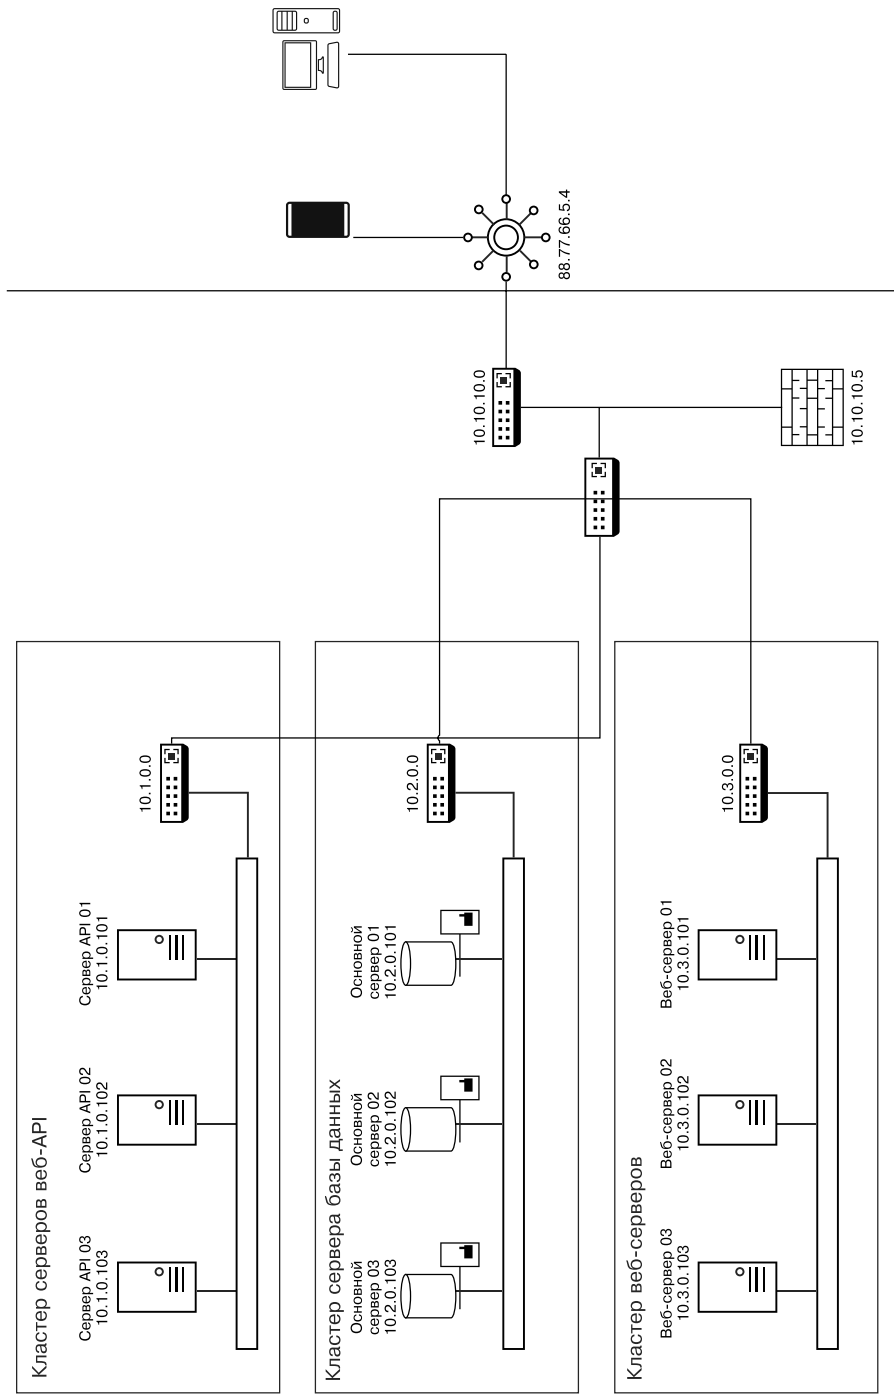 88.77.66.5.4
10.10.10.0
10.10.10.5
Кластер серверов веб-API
10.1.0.0
Сервер API 01
10.1.0.101
Сервер API 02
10.1.0.102
Сервер API 03
10.1.0.103
Кластер сервера базы данных
10.2.0.0
Основной
сервер 01
10.2.0.101
Основной
сервер 02
10.2.0.102
Основной
сервер 03
10.2.0.103
Кластер веб-серверов
10.3.0.0
Веб-сервер 01
10.3.0.101
Веб-сервер 02
10.3.0.102
Веб-сервер 03
10.3.0.103